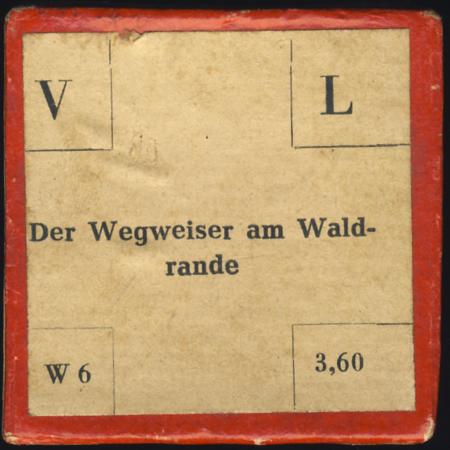 V
L
Der Wegweiser am Wald-
rande
W 6
3,60